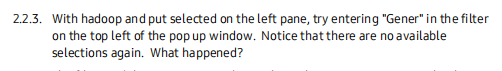 2.2.3. With hadoop and put selected on the left pane, try entering "Gener" in the filter
on the top left of the pop up window. Notice that there are no available
selections again. What happened?